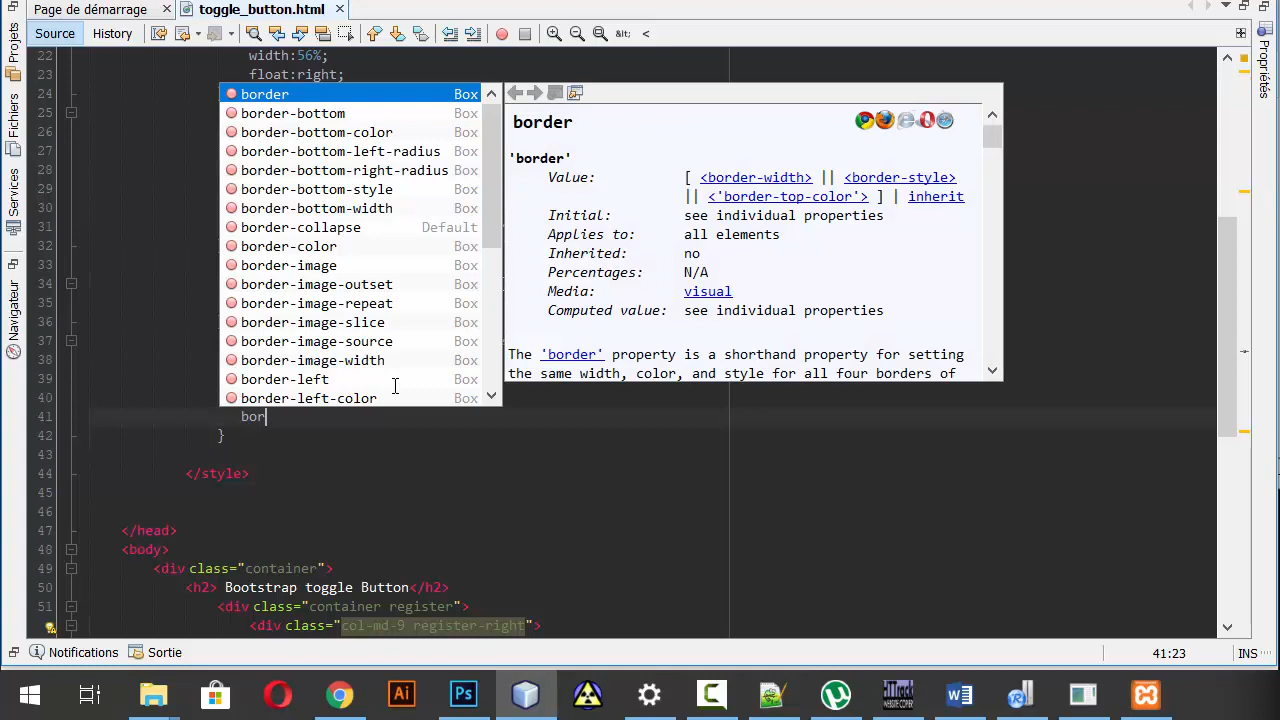 Page de démarrage × toggle_button.html ×
Source History &lt; <
Projets
Fichiers
Services
Navigateur
Propriétés
22 width:56%;
23 float:right;
24
25
26
27
28
29
30
31
32
33
34
35
36
37
38
39
40
border Box
border-bottom Box
border-bottom-color Box
border-bottom-left-radius Box
border-bottom-right-radius Box
border-bottom-style Box
border-bottom-width Box
border-collapse Default
border-color Box
border-image Box
border-image-outset Box
border-image-repeat Box
border-image-slice Box
border-image-source Box
border-image-width Box
border-left Box
border-left-color Box
border
'border'
Value: [ <border-width> || <border-style>
|| <'border-top-color'> ] | inherit
Initial: see individual properties
Applies to: all elements
Inherited: no
Percentages: N/A
Media: visual
Computed value: see individual properties
The 'border' property is a shorthand property for setting
the same width, color, and style for all four borders of
41 bor
42 }
43
44 </style>
45
46
47 </head>
48 <body>
49 <div class="container">
50 <h2> Bootstrap toggle Button</h2>
51 <div class="container register">
<div class="col-md-9 register-right">
Notifications Sortie 41:23 INS
Ai Ps C µ HTTrack WEBSITE COPIER W